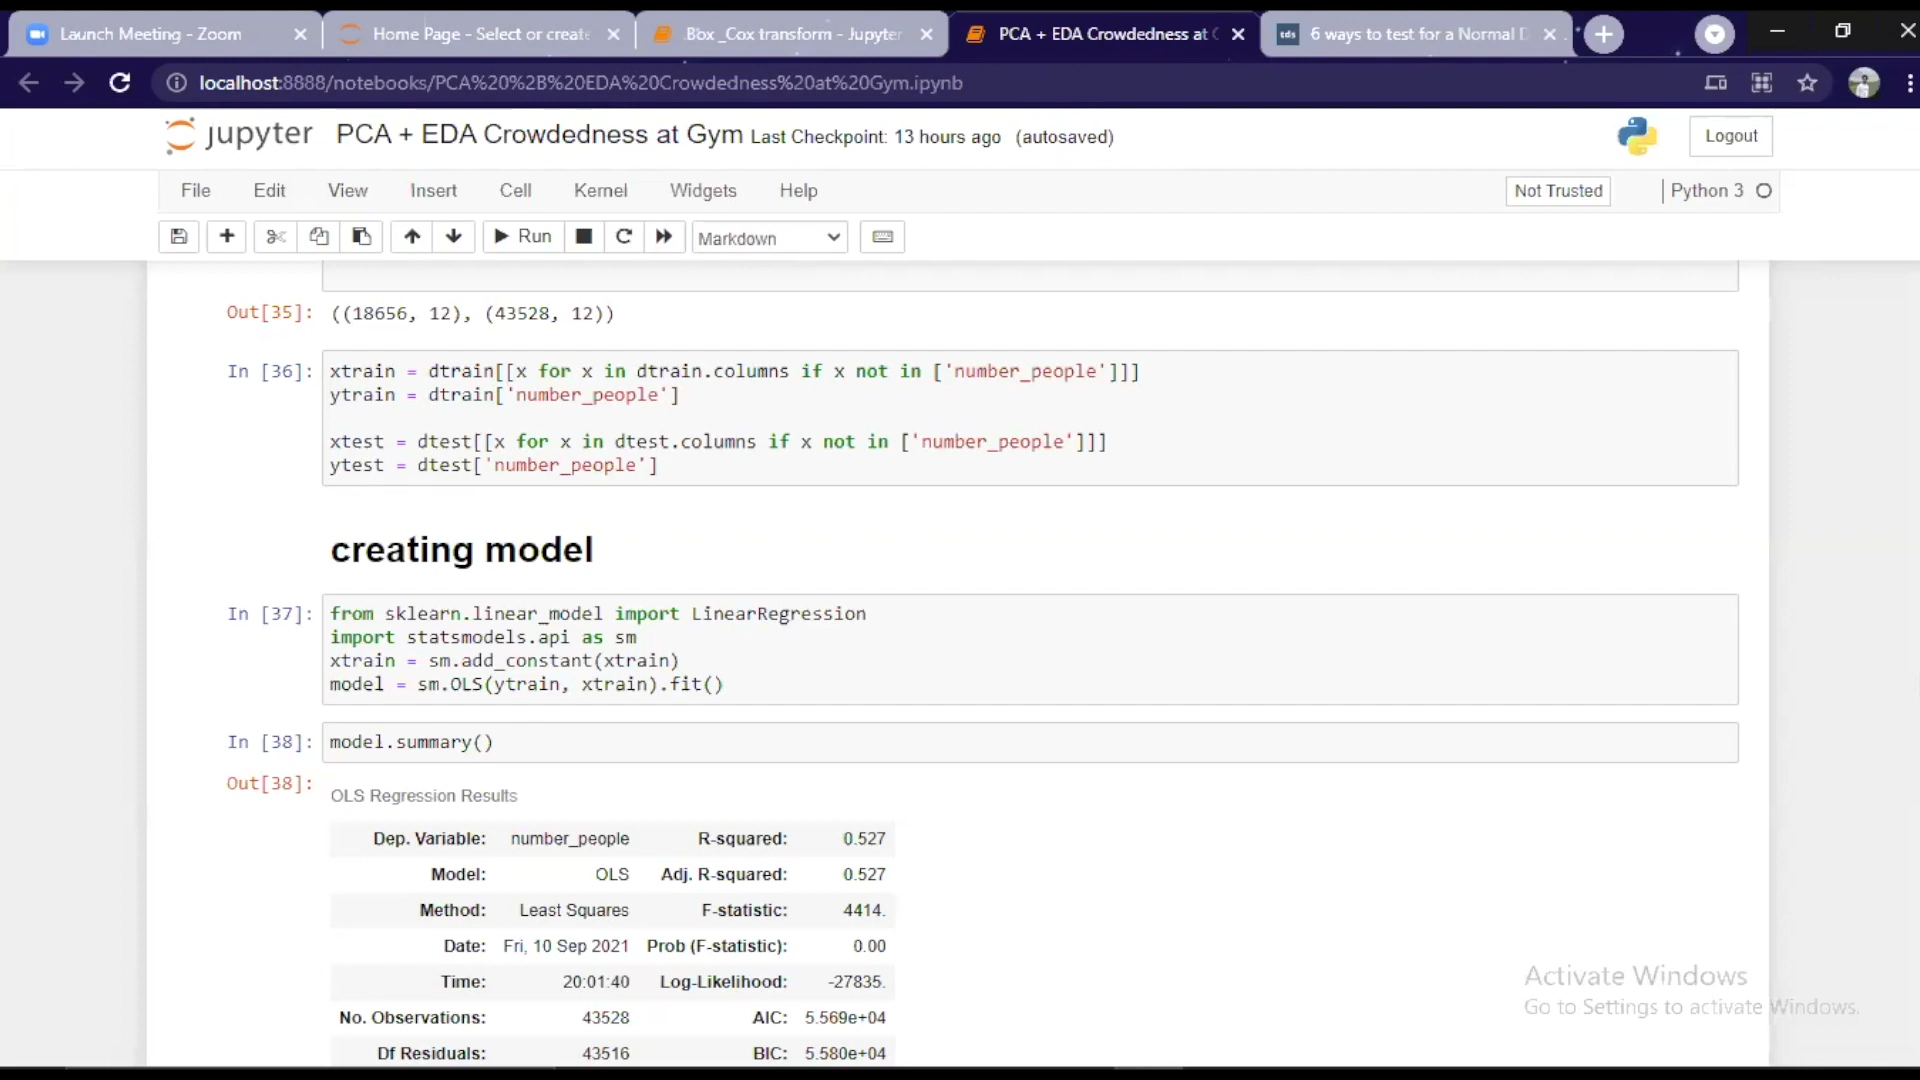 Launch Meeting - Zoom
Home Page - Select or create
Box _Cox transform - Jupyter
PCA + EDA Crowdedness at
tds 6 ways to test for a Normal D
localhost:8888/notebooks/PCA%20%2B%20EDA%20Crowdedness%20at%20Gym.ipynb
jupyter PCA + EDA Crowdedness at Gym Last Checkpoint: 13 hours ago (autosaved)
Logout
File Edit View Insert Cell Kernel Widgets Help
Not Trusted
Python 3
Run
Markdown
Out[35]: ((18656, 12), (43528, 12))
In [36]: xtrain = dtrain[[x for x in dtrain.columns if x not in ['number_people']]]
ytrain = dtrain['number_people']
xtest = dtest[[x for x in dtest.columns if x not in ['number_people']]]
ytest = dtest['number_people']
creating model
In [37]: from sklearn.linear_model import LinearRegression
import statsmodels.api as sm
xtrain = sm.add_constant(xtrain)
model = sm.OLS(ytrain, xtrain).fit()
In [38]: model.summary()
Out[38]:
OLS Regression Results
Dep. Variable: number_people R-squared: 0.527
Model: OLS Adj. R-squared: 0.527
Method: Least Squares F-statistic: 4414.
Date: Fri, 10 Sep 2021 Prob (F-statistic): 0.00
Time: 20:01:40 Log-Likelihood: -27835.
No. Observations: 43528 AIC: 5.569e+04
Df Residuals: 43516 BIC: 5.580e+04
Activate Windows
Go to Settings to activate Windows.